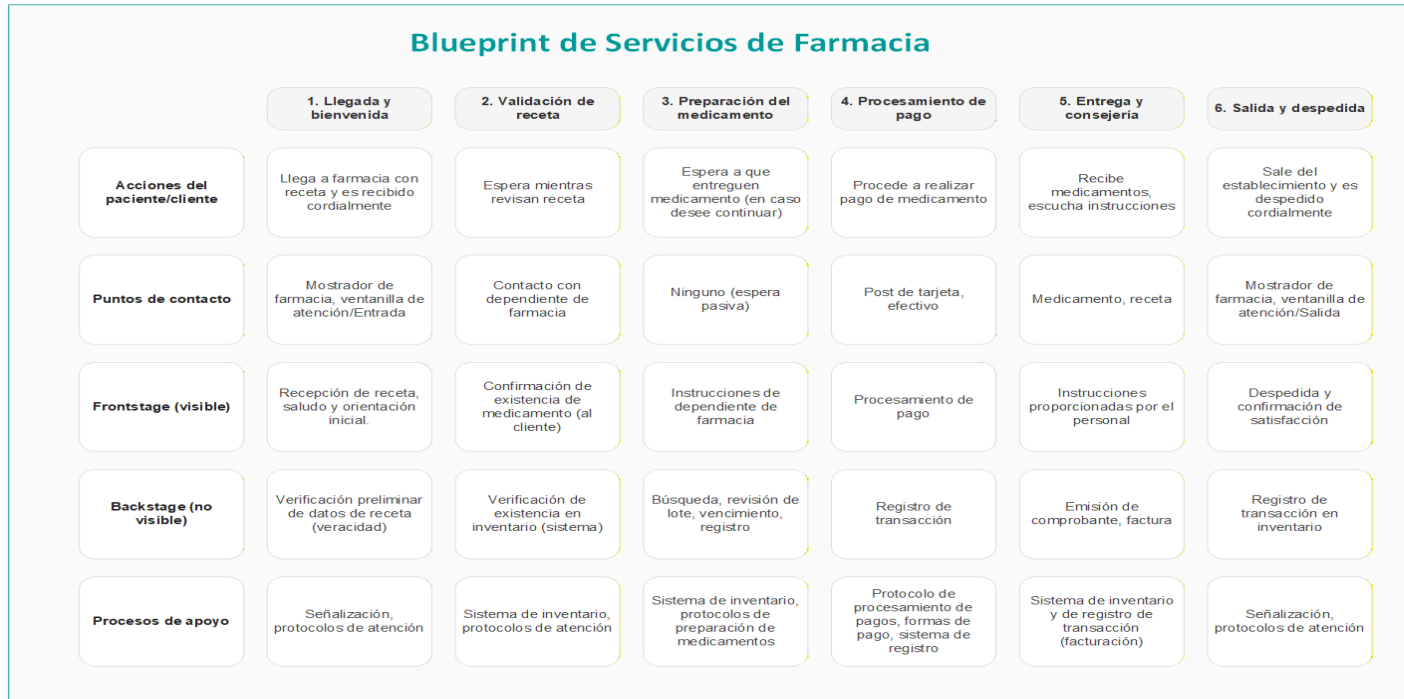 Blueprint de Servicios de Farmacia
1. Llegada y
bienvenida
2. Validación de
receta
3. Preparación del
medicamento
4. Procesamiento de
pago
5. Entrega y
consejería
6. Salida y despedida
Acciones del
paciente/cliente
Llega a farmacia con
receta y es recibido
cordialmente
Espera mientras
revisan receta
Espera a que
entreguen
medicamento (en caso
desee continuar)
Procede a realizar
pago de medicamento
Recibe
medicamentos,
escucha instrucciones
Sale del
establecimiento y es
despedido
cordialmente
Puntos de contacto
Mostrador de
farmacia, ventanilla de
atención/Entrada
Contacto con
dependiente de
farmacia
Ninguno (espera
pasiva)
Post de tarjeta,
efectivo
Medicamento, receta
Mostrador de
farmacia, ventanilla de
atención/Salida
Frontstage (visible)
Recepción de receta,
saludo y orientación
inicial.
Confirmación de
existencia de
medicamento (al
cliente)
Instrucciones de
dependiente de
farmacia
Procesamiento de
pago
Instrucciones
proporcionadas por el
personal
Despedida y
confirmación de
satisfacción
Backstage (no
visible)
Verificación preliminar
de datos de receta
(veracidad)
Verificación de
existencia en
inventario (sistema)
Búsqueda, revisión de
lote, vencimiento,
registro
Registro de
transacción
Emisión de
comprobante, factura
Registro de
transacción en
inventario
Procesos de apoyo
Señalización,
protocolos de atención
Sistema de inventario,
protocolos de atención
Sistema de inventario,
protocolos de
preparación de
medicamentos
Protocolo de
procesamiento de
pagos, formas de
pago, sistema de
registro
Sistema de inventario
y de registro de
transacción
(facturación)
Señalización,
protocolos de atención